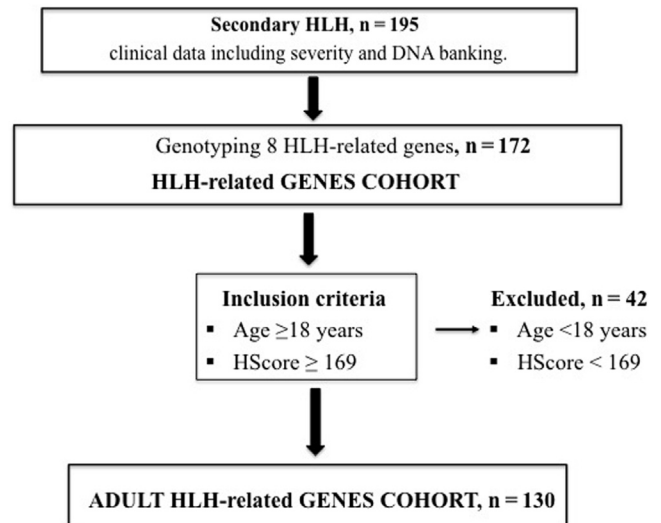 Secondary HLH, n = 195
clinical data including severity and DNA banking.
Genotyping 8 HLH-related genes, n = 172
HLH-related GENES COHORT
Inclusion criteria
▪ Age ≥18 years
▪ HScore ≥ 169
Excluded, n = 42
▪ Age <18 years
▪ HScore < 169
ADULT HLH-related GENES COHORT, n = 130